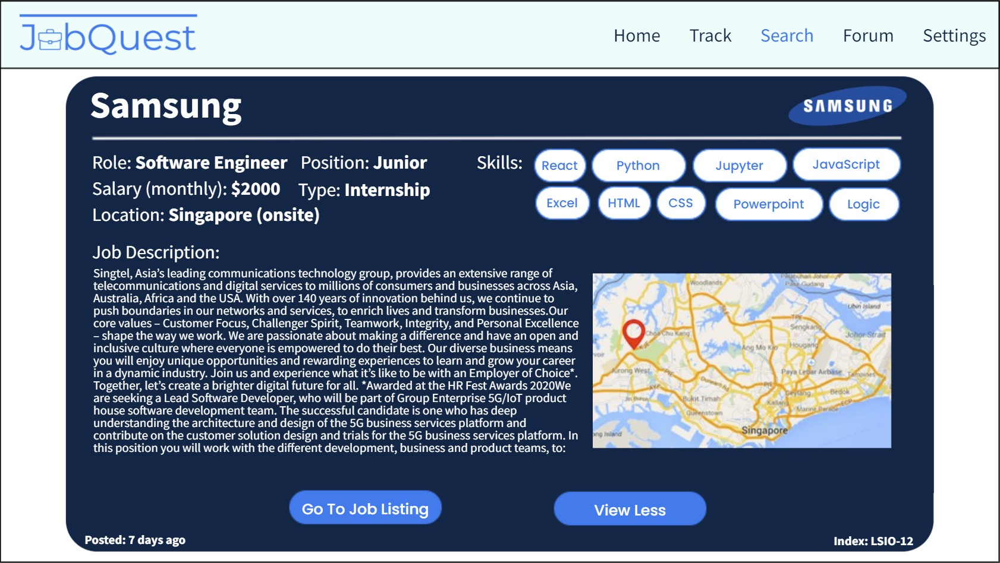 JobQuest
Home Track Search Forum Settings
Samsung
SAMSUNG
Role: Software Engineer Position: Junior
Salary (monthly): $2000 Type: Internship
Location: Singapore (onsite)
Skills: React Python Jupyter JavaScript
Excel HTML CSS Powerpoint Logic
Job Description:
Singtel, Asia’s leading communications technology group, provides an extensive range of
telecommunications and digital services to millions of consumers and businesses across Asia,
Australia, Africa and the USA. With over 140 years of innovation behind us, we continue to
push boundaries in our networks and services, to enrich lives and transform businesses.Our
core values – Customer Focus, Challenger Spirit, Teamwork, Integrity, and Personal Excellence
– shape the way we work. We are passionate about making a difference and have an open and
inclusive culture where everyone is empowered to do their best. Our diverse business means
you will enjoy unique opportunities and rewarding experiences to learn and grow your career
in a dynamic industry. Join us and experience what it’s like to be with an Employer of Choice*.
Together, let’s create a brighter digital future for all. *Awarded at the HR Fest Awards 2020We
are seeking a Lead Software Developer, who will be part of Group Enterprise 5G/IoT product
house software development team. The successful candidate is one who has deep
understanding the architecture and design of the 5G business services platform and
contribute on the customer solution design and trials for the 5G business services platform. In
this position you will work with the different development, business and product teams, to:
Woodlands
Pasir Gudang
Ubin Island
TPE
Sengkang
Choa Chu Kang
Johor Strait
KJE
Ang Mo Kio
Hougang
Jurong West
PIE
Paya Lebar Airbase
Tampines
Dunearn Rd
PIE
AYE
Geylang
Bedok
Bukit Timah
Kallang
ECP
Queenstown
Marine Parade
Singapore
ong Island
Go To Job Listing
View Less
Posted: 7 days ago
Index: LSIO-12